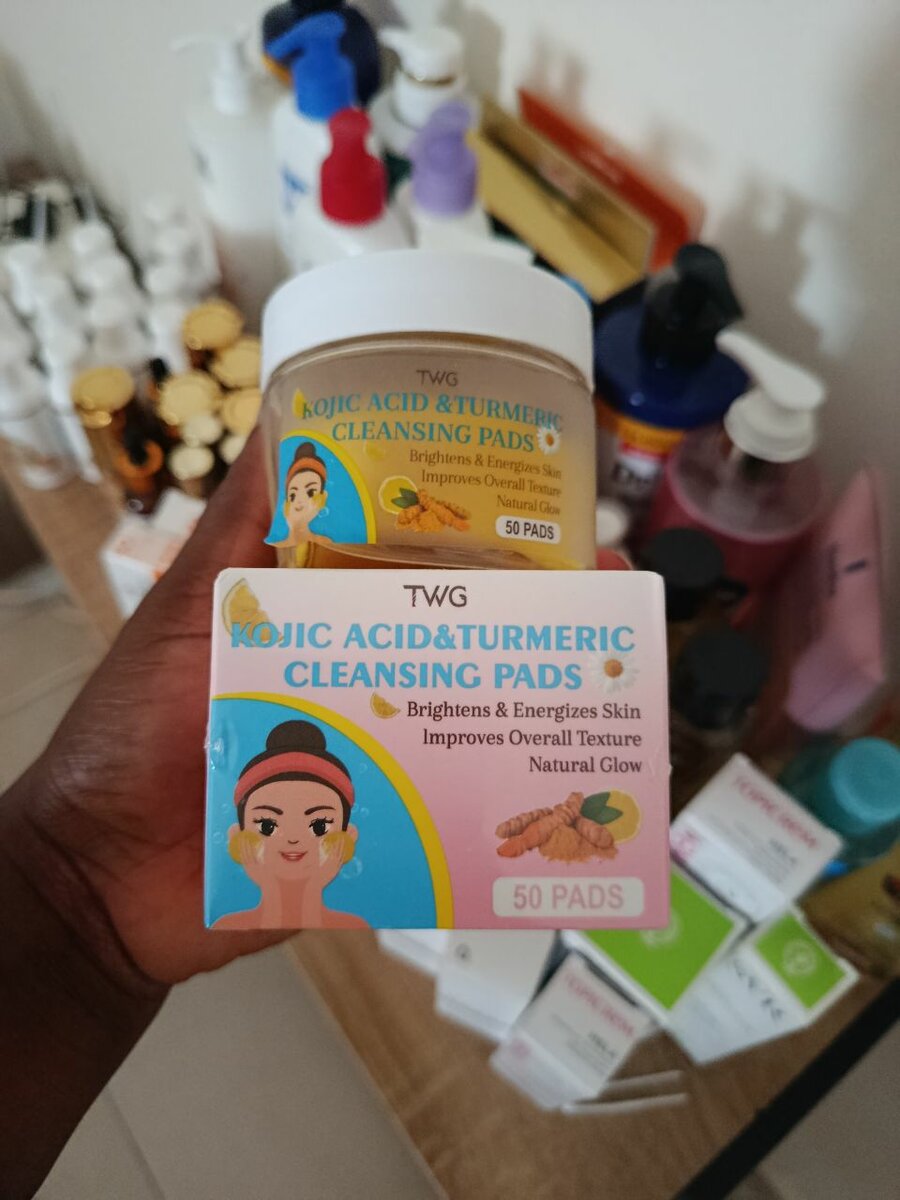 TWG
KOJIC ACID &TURMERIC
CLEANSING PADS
Brightens & Energizes Skin
Improves Overall Texture
Natural Glow
50 PADS
TWG
KOJIC ACID&TURMERIC
CLEANSING PADS
Brightens & Energizes Skin
Improves Overall Texture
Natural Glow
50 PADS